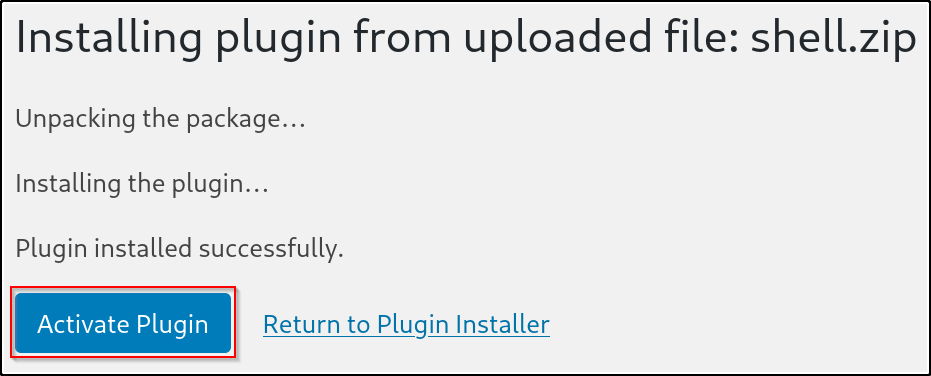 Installing plugin from uploaded file: shell.zip
Unpacking the package…
Installing the plugin…
Plugin installed successfully.
Activate Plugin Return to Plugin Installer